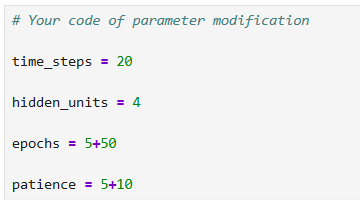 # Your code of parameter modification
time_steps = 20
hidden_units = 4
epochs = 5+50
patience = 5+10